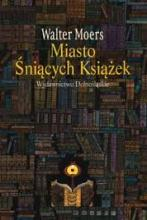 Walter Moers
Miasto
Śniących Książek
Wydawnictwo Dolnośląskie